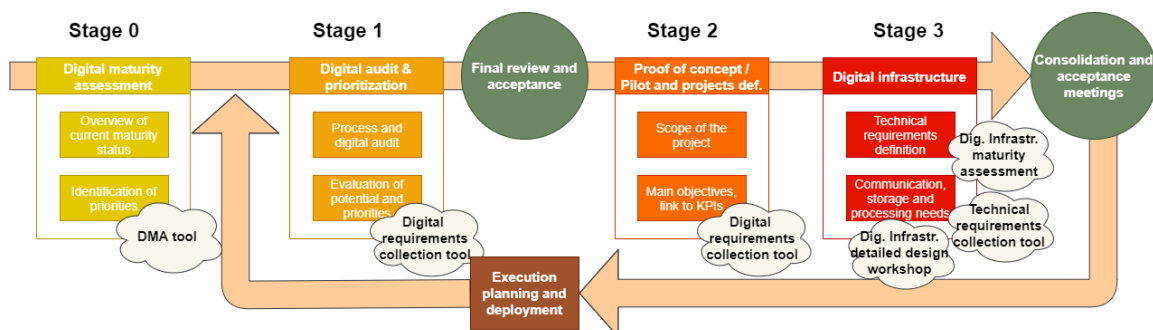 Stage 0
Stage 1
Stage 2
Stage 3
Digital maturity
assessment
Overview of
current maturity
status
Identification of
priorities
DMA tool
Digital audit &
prioritization
Process and
digital audit
Evaluation of
potential and
priorities
Digital
requirements
collection tool
Final review and
acceptance
Proof of concept /
Pilot and projects def.
Scope of the
project
Main objectives,
link to KPIs
Digital
requirements
collection tool
Digital infrastructure
Technical
requirements
definition
Dig. Infrastr.
maturity
assessment
Communication,
storage and
processing needs
Technical
requirements
collection tool
Dig. Infrastr.
detailed design
workshop
Consolidation and
acceptance
meetings
Execution
planning and
deployment